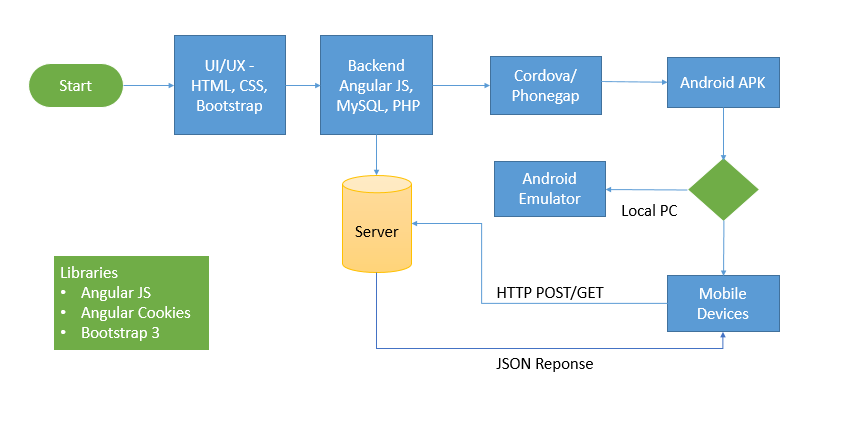 Start
UI/UX -
HTML, CSS,
Bootstrap
Backend
Angular JS,
MySQL, PHP
Cordova/
Phonegap
Android APK
Android
Emulator
Local PC
Server
Libraries
• Angular JS
• Angular Cookies
• Bootstrap 3
HTTP POST/GET
Mobile
Devices
JSON Reponse